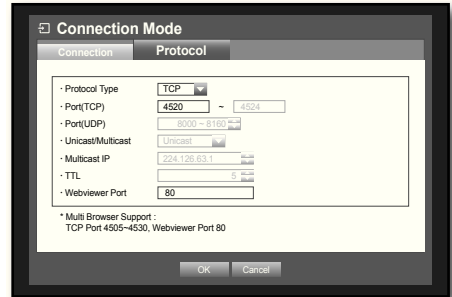 Connection Mode
Connection Protocol
· Protocol Type TCP
· Port(TCP) 4520 ~ 4524
· Port(UDP) 8000 ~ 8160
· Unicast/Multicast Unicast
· Multicast IP 224.126.63.1
· TTL 5
· Webviewer Port 80
* Multi Browser Support :
TCP Port 4505~4530, Webviewer Port 80
OK Cancel